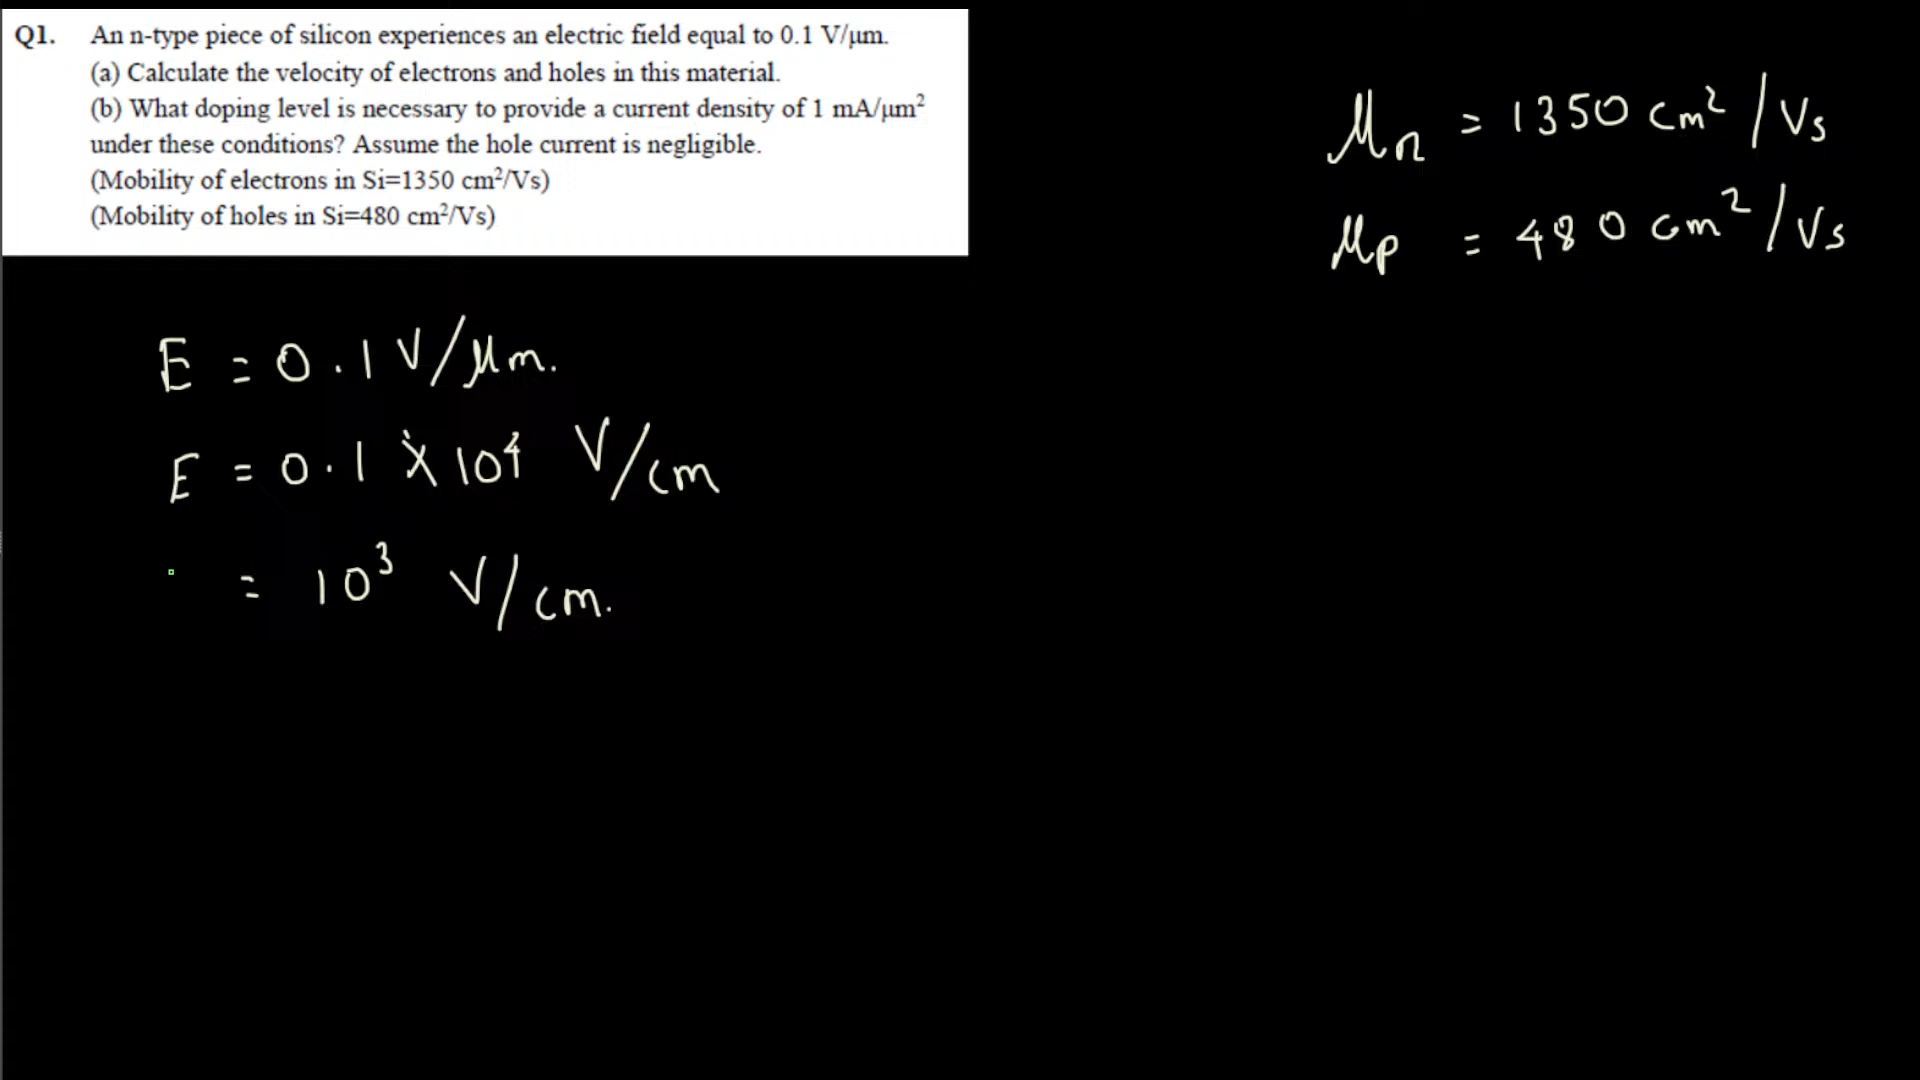 Q1. An n-type piece of silicon experiences an electric field equal to 0.1 V/μm.
(a) Calculate the velocity of electrons and holes in this material.
(b) What doping level is necessary to provide a current density of 1 mA/μm²
under these conditions? Assume the hole current is negligible.
(Mobility of electrons in Si=1350 cm²/Vs)
(Mobility of holes in Si=480 cm²/Vs)
μn = 1350 cm² / Vs
μp = 480 cm² / Vs
E = 0.1 V/μm.
E = 0.1 × 10⁴ V/cm
= 10³ V/cm.